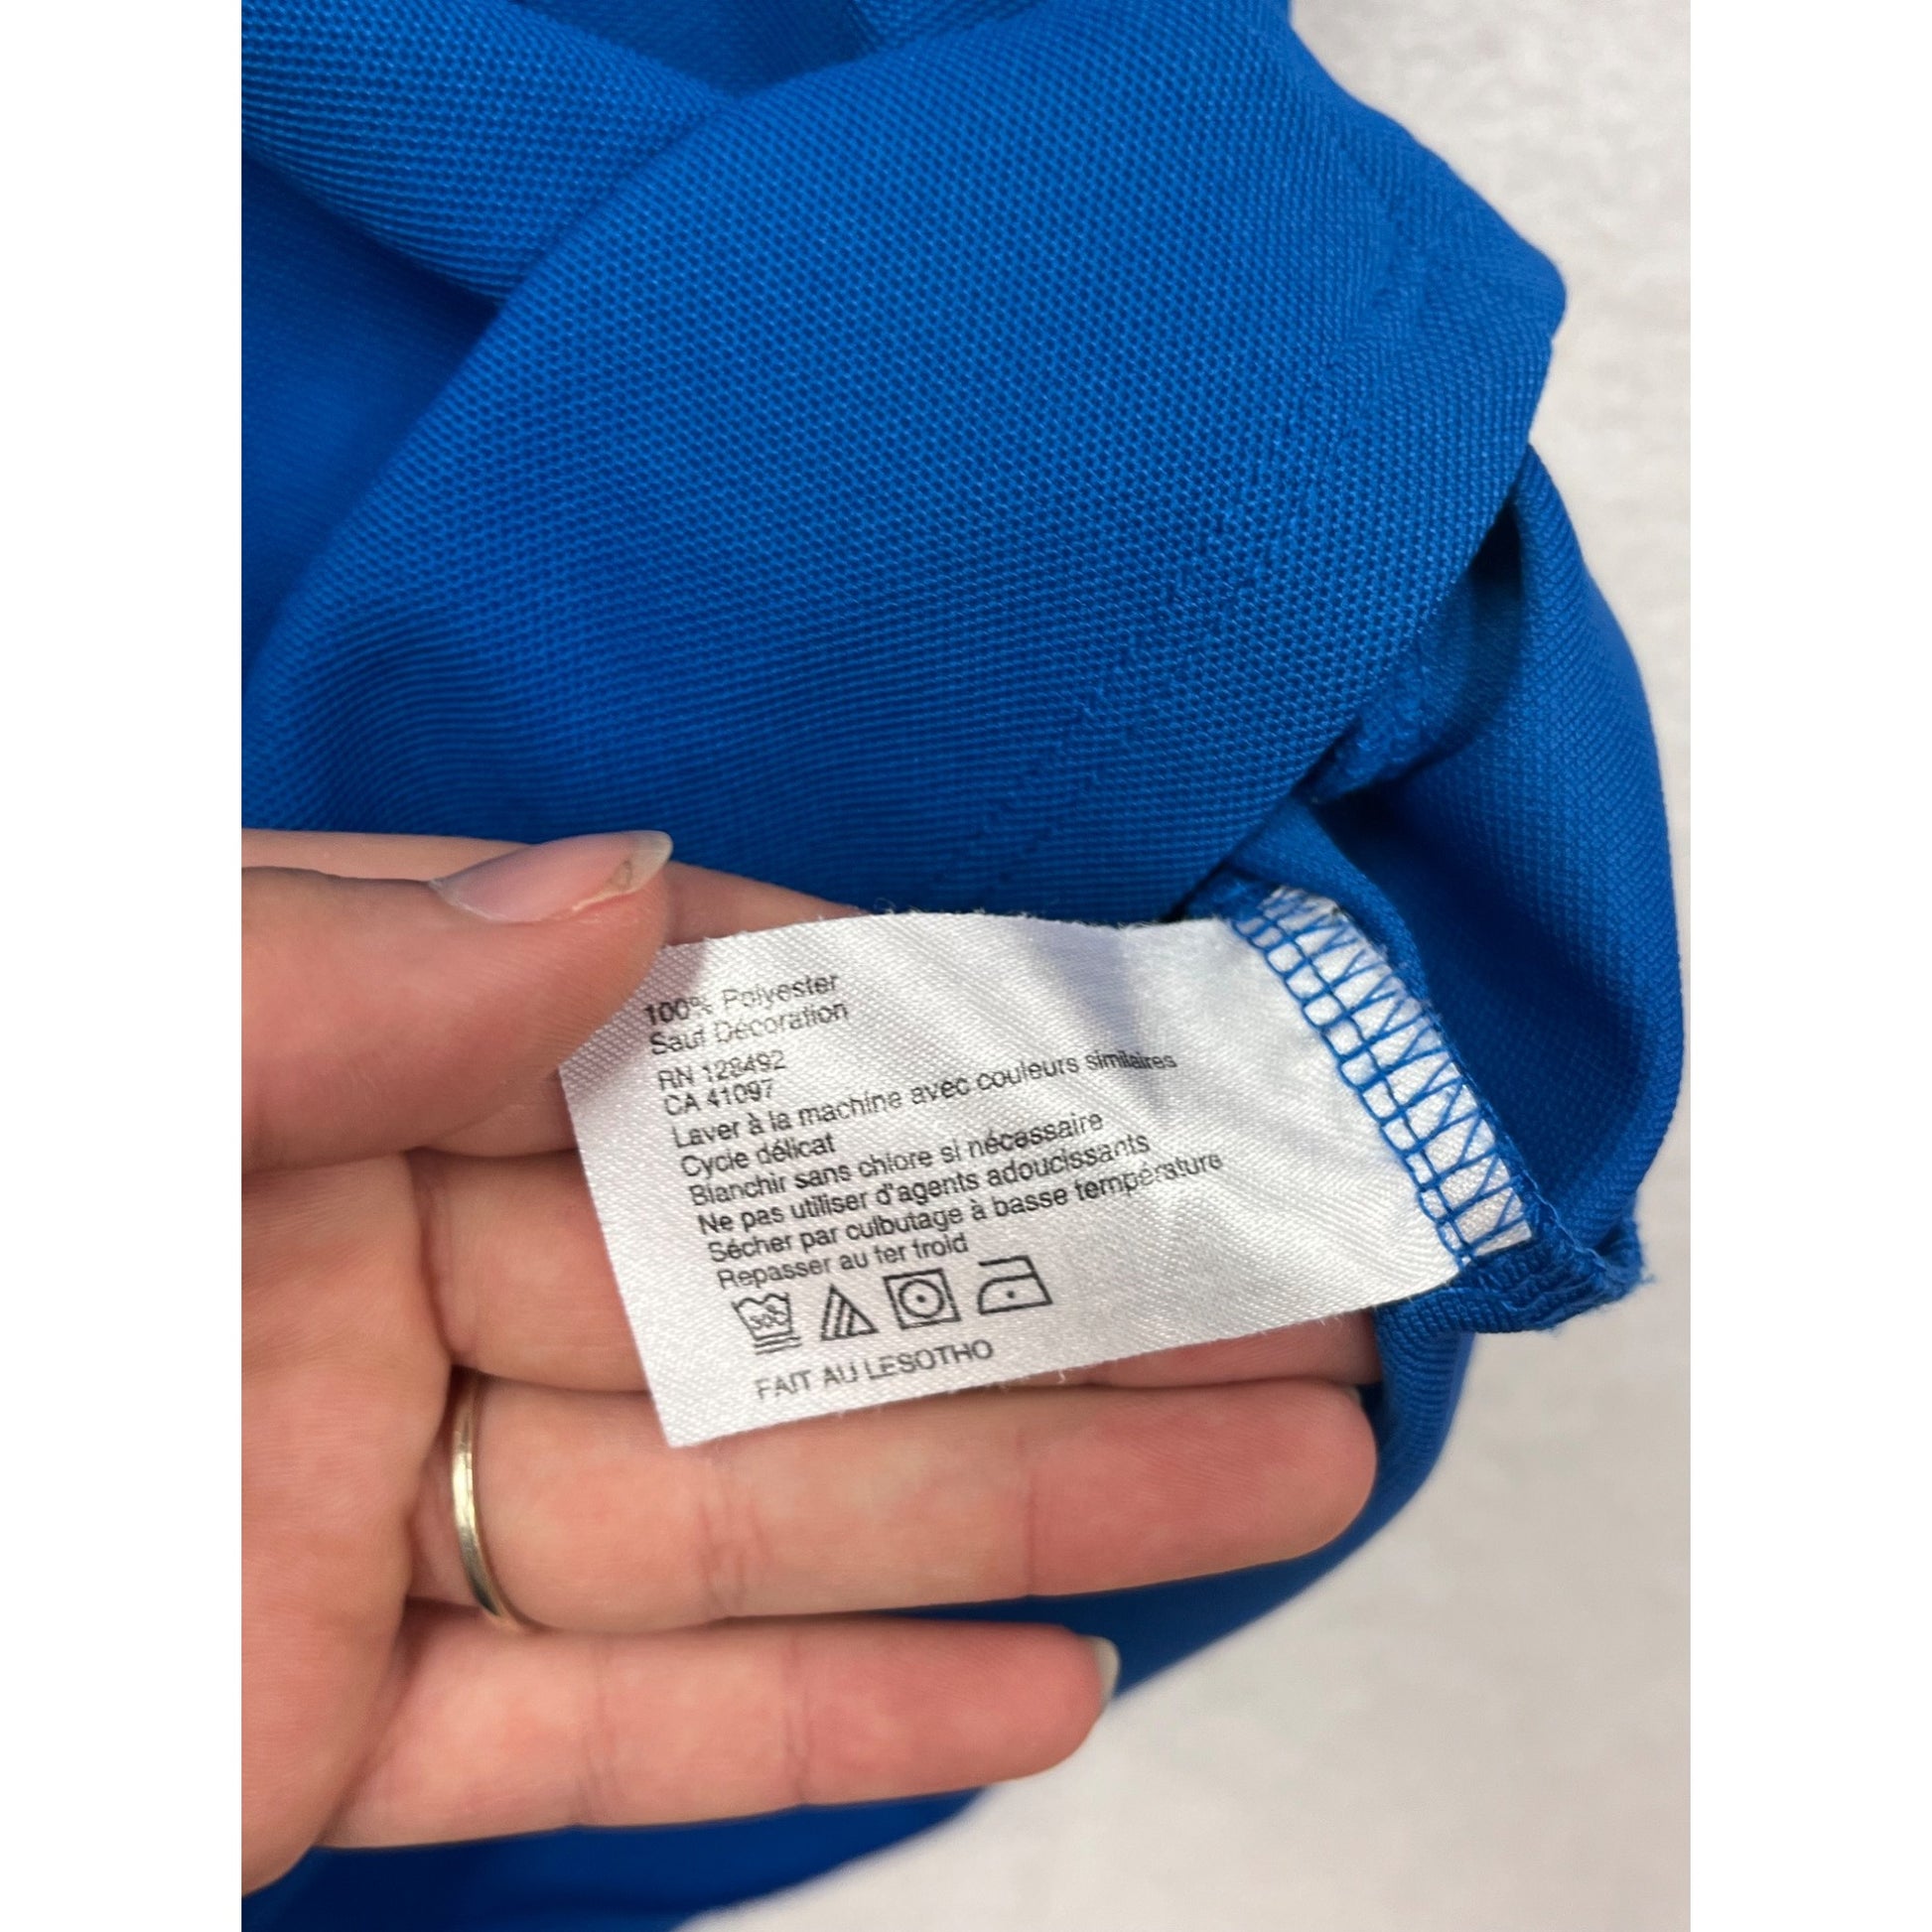 100% Polyester
Sauf Décoration
RN 128492
CA 41097
Laver à la machine avec couleurs similaires
Cycle délicat
Blanchir sans chlore si nécessaire
Ne pas utiliser d'agents adoucissants
Sécher par culbutage à basse température
Repasser au fer froid
FAIT AU LESOTHO